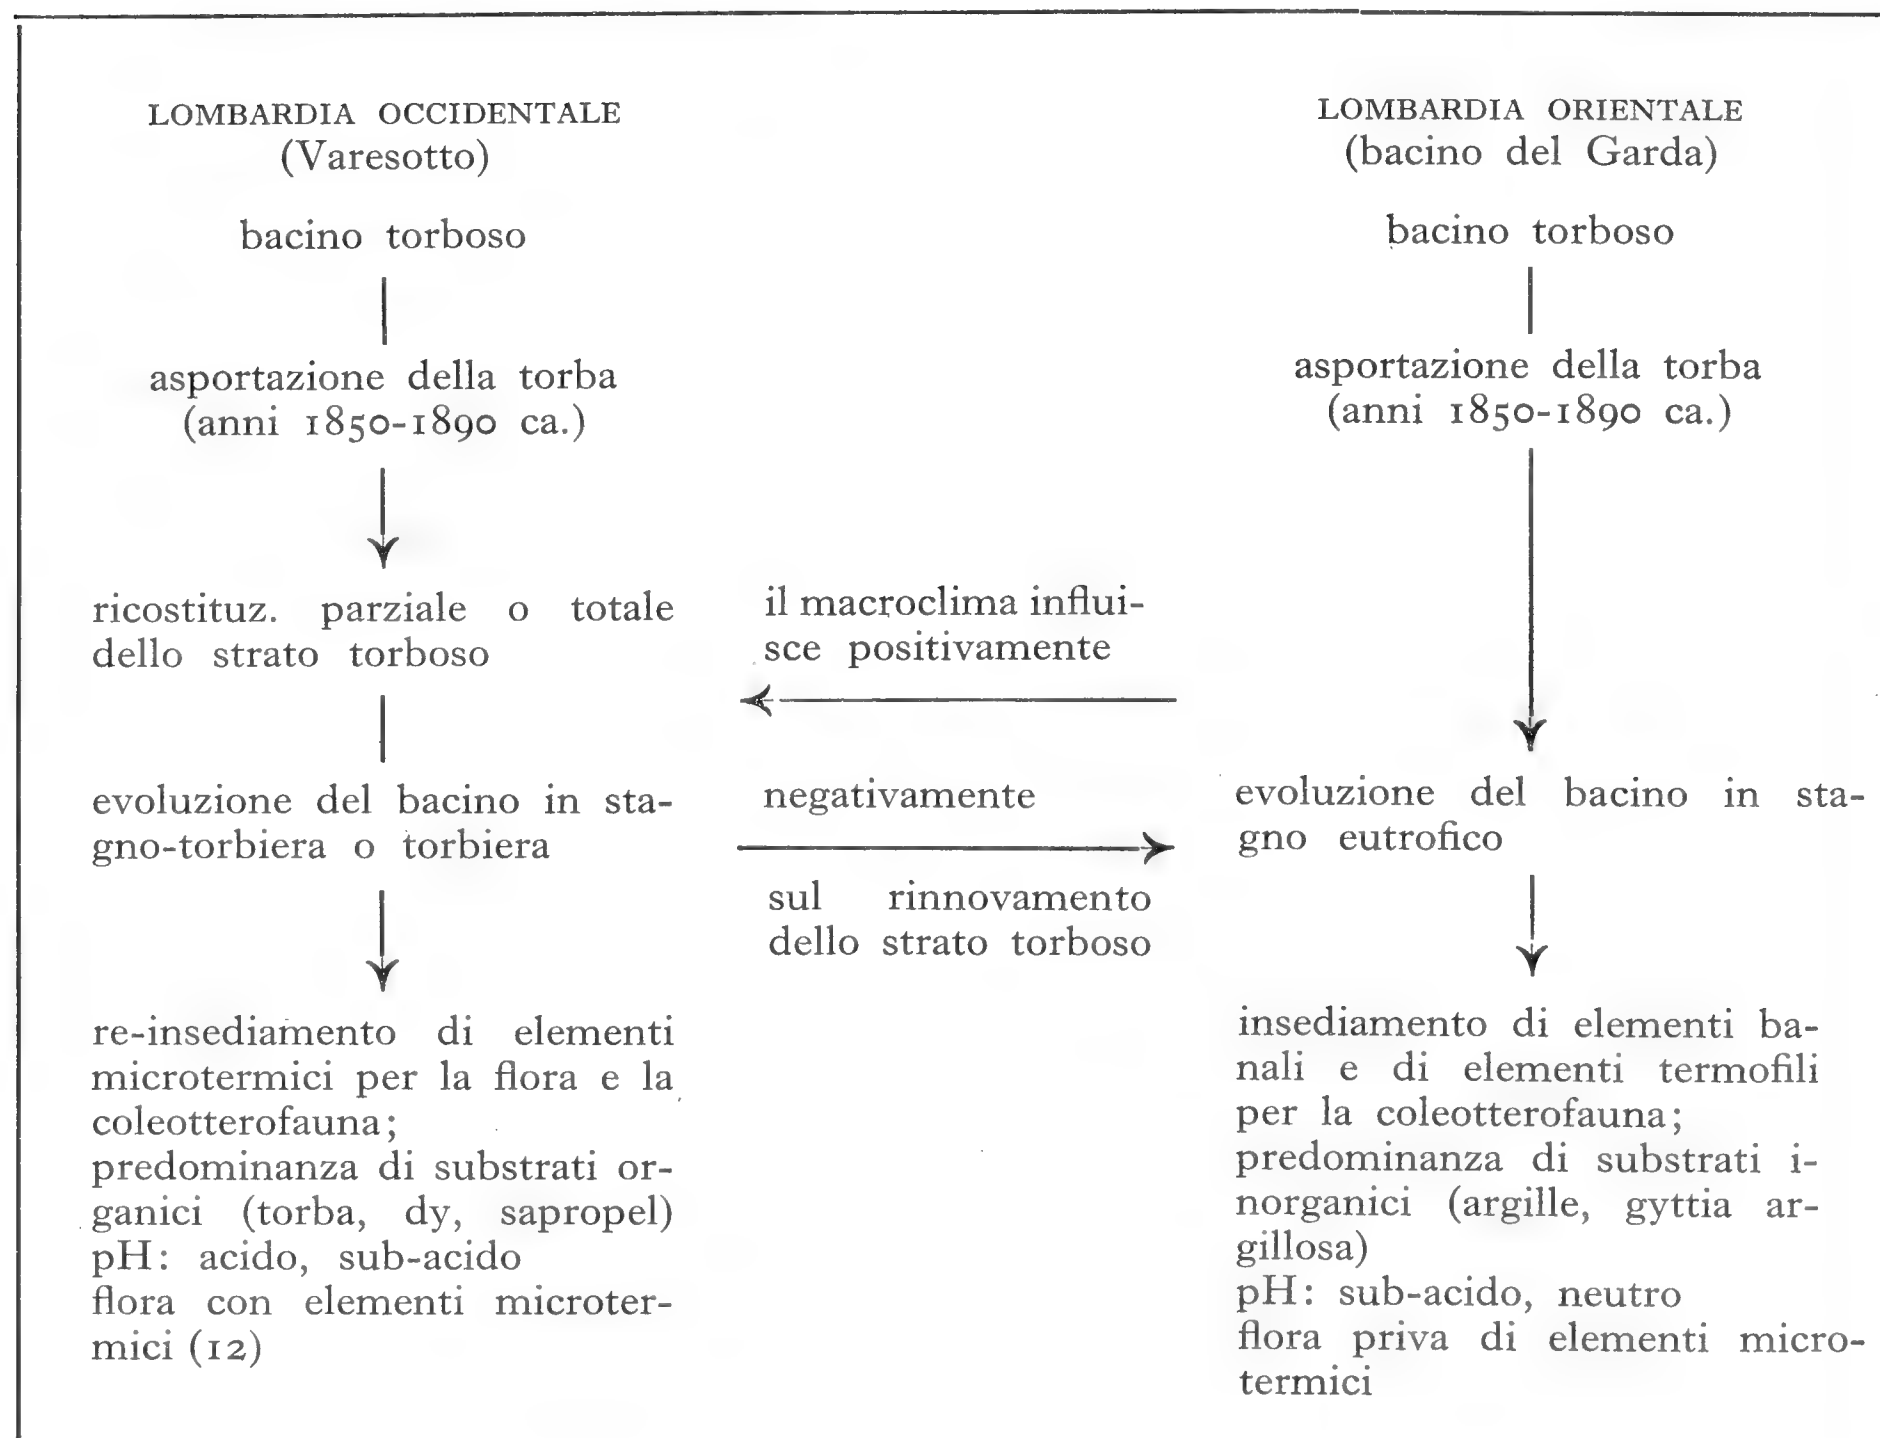 LOMBARDIA OCCIDENTALE
(Varesotto)
bacino torboso
asportazione della torba
(anni 1850-1890 ca.)
ricostituz. parziale o totale
dello strato torboso
evoluzione del bacino in sta-
gno-torbiera o torbiera
re-insediamento di elementi
microtermici per la flora e la
coleotterofauna;
predominanza di substrati or-
ganici (torba, dy, sapropel)
pH: acido, sub-acido
flora con elementi microter-
mici (12)
il macroclima influi-
sce positivamente
negativamente
sul rinnovamento
dello strato torboso
LOMBARDIA ORIENTALE
(bacino del Garda)
bacino torboso
asportazione della torba
(anni 1850-1890 ca.)
evoluzione del bacino in sta-
gno eutrofico
insediamento di elementi ba-
nali e di elementi termofili
per la coleotterofauna;
predominanza di substrati i-
norganici (argille, gyttia ar-
gillosa)
pH: sub-acido, neutro
flora priva di elementi micro-
termici